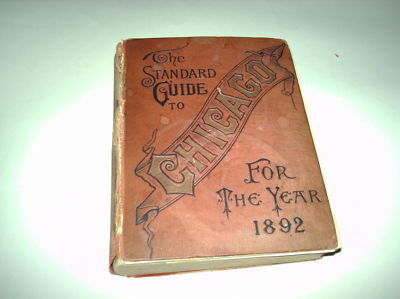 The
STANDARD
GUIDE
TO
CHICAGO
FOR
THE YEAR
1892